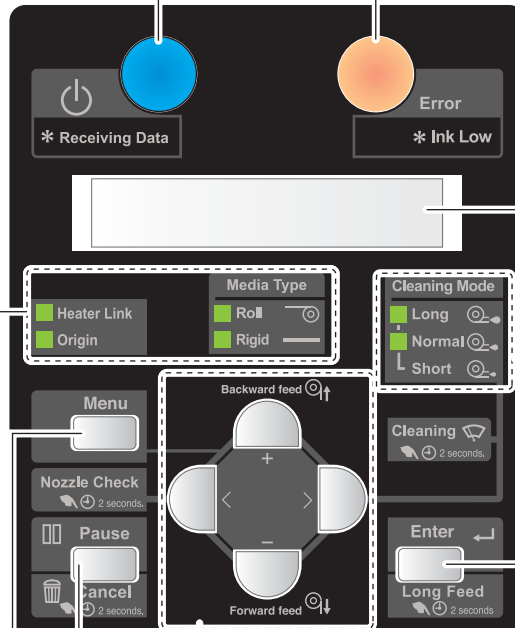 Error
* Receiving Data
* Ink Low
Media Type
Cleaning Mode
Heater Link
Roll
Long
Origin
Rigid
Normal
Short
Menu
Backward feed
+
Cleaning
2 seconds.
Nozzle Check
2 seconds.
< >
Pause
−
Enter
Cancel
2 seconds.
Forward feed
Long Feed
2 seconds